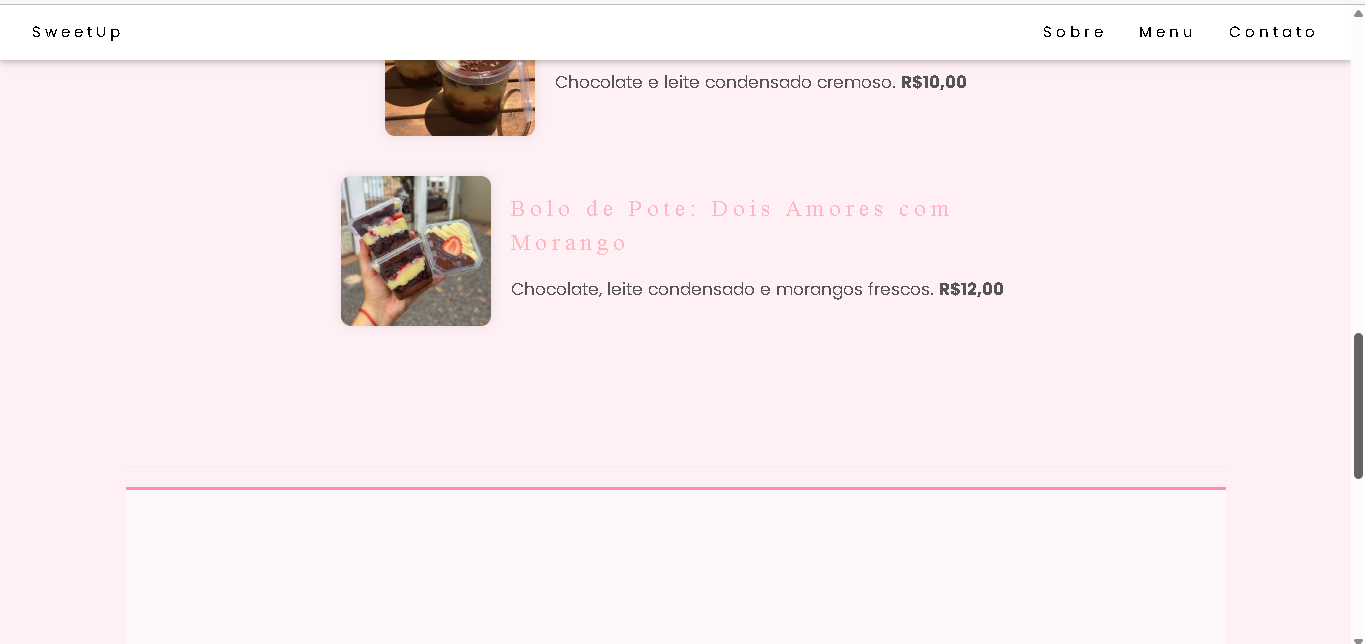 SweetUp
Sobre Menu Contato
Chocolate e leite condensado cremoso. R$10,00
Bolo de Pote: Dois Amores com
Morango
Chocolate, leite condensado e morangos frescos. R$12,00